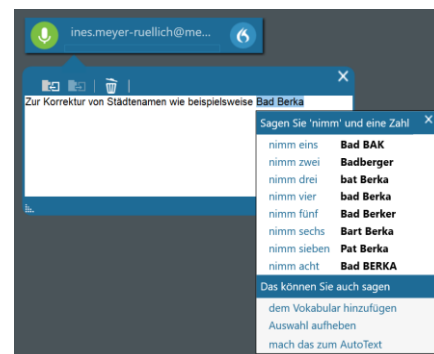 ines.meyer-ruellich@me...
Zur Korrektur von Städtenamen wie beispielsweise Bad Berka
Sagen Sie 'nimm' und eine Zahl
nimm eins Bad BAK
nimm zwei Badberger
nimm drei bat Berka
nimm vier bad Berka
nimm fünf Bad Berker
nimm sechs Bart Berka
nimm sieben Pat Berka
nimm acht Bad BERKA
Das können Sie auch sagen
dem Vokabular hinzufügen
Auswahl aufheben
mach das zum AutoText